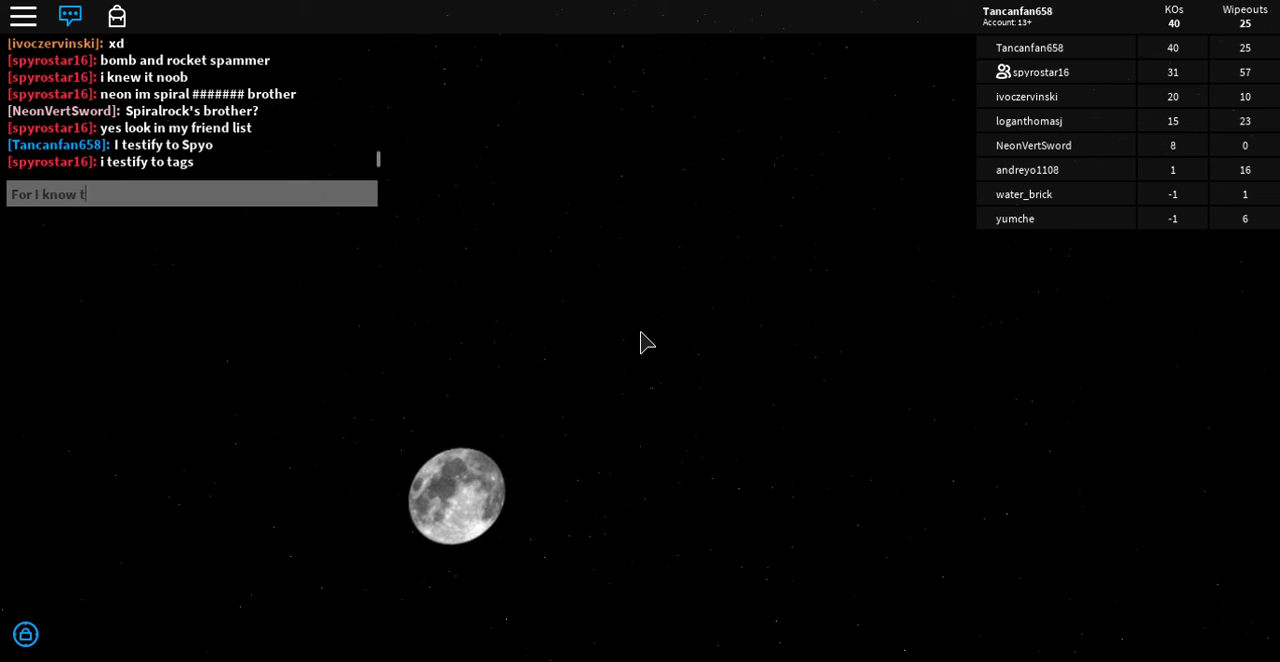 [ivoczervinski]: xd
[spyrostar16]: bomb and rocket spammer
[spyrostar16]: i knew it noob
[spyrostar16]: neon im spiral ####### brother
[NeonVertSword]: Spiralrock's brother?
[spyrostar16]: yes look in my friend list
[Tancanfan658]: I testify to Spyo
[spyrostar16]: i testify to tags
For I know t
Tancanfan658 KOs Wipeouts
Account: 13+ 40 25
Tancanfan658 40 25
spyrostar16 31 57
ivoczervinski 20 10
loganthomasj 15 23
NeonVertSword 8 0
andreyo1108 1 16
water_brick -1 1
yumche -1 6